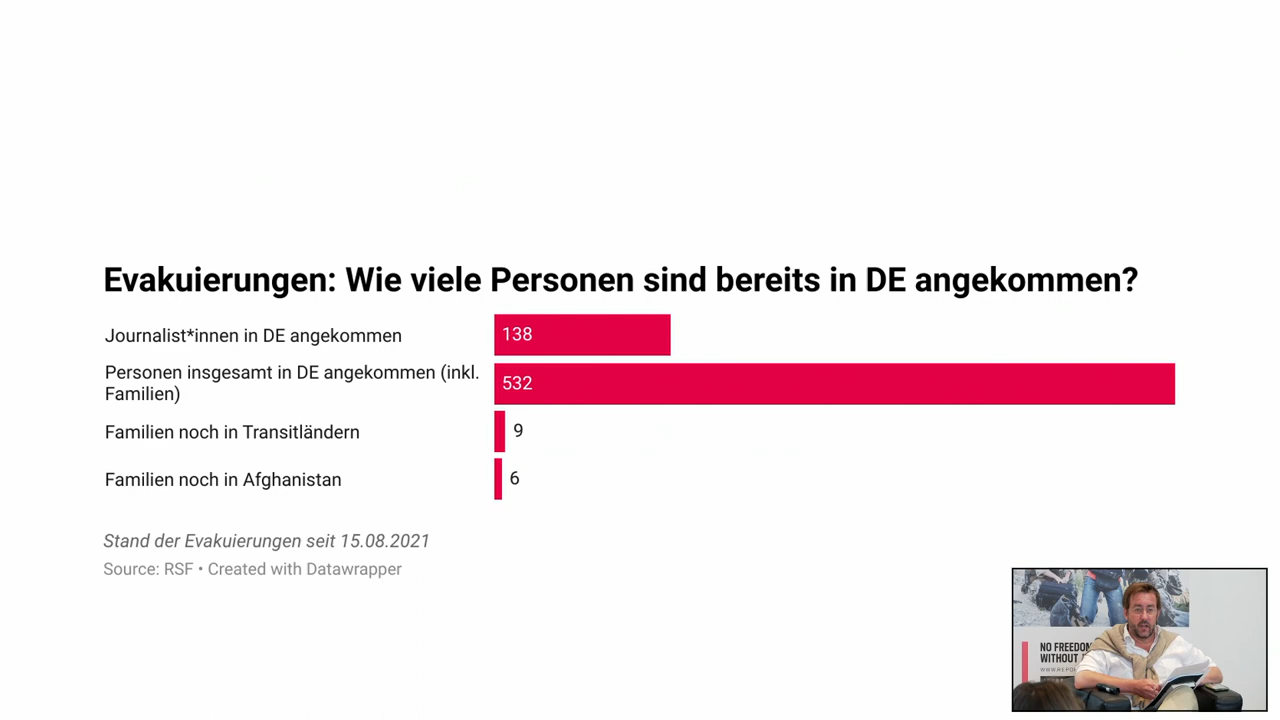 Evakuierungen: Wie viele Personen sind bereits in DE angekommen?
Journalist*innen in DE angekommen
138
Personen insgesamt in DE angekommen (inkl.
Familien)
532
Familien noch in Transitländern
9
Familien noch in Afghanistan
6
Stand der Evakuierungen seit 15.08.2021
Source: RSF • Created with Datawrapper
NO FREEDOM
WITHOUT